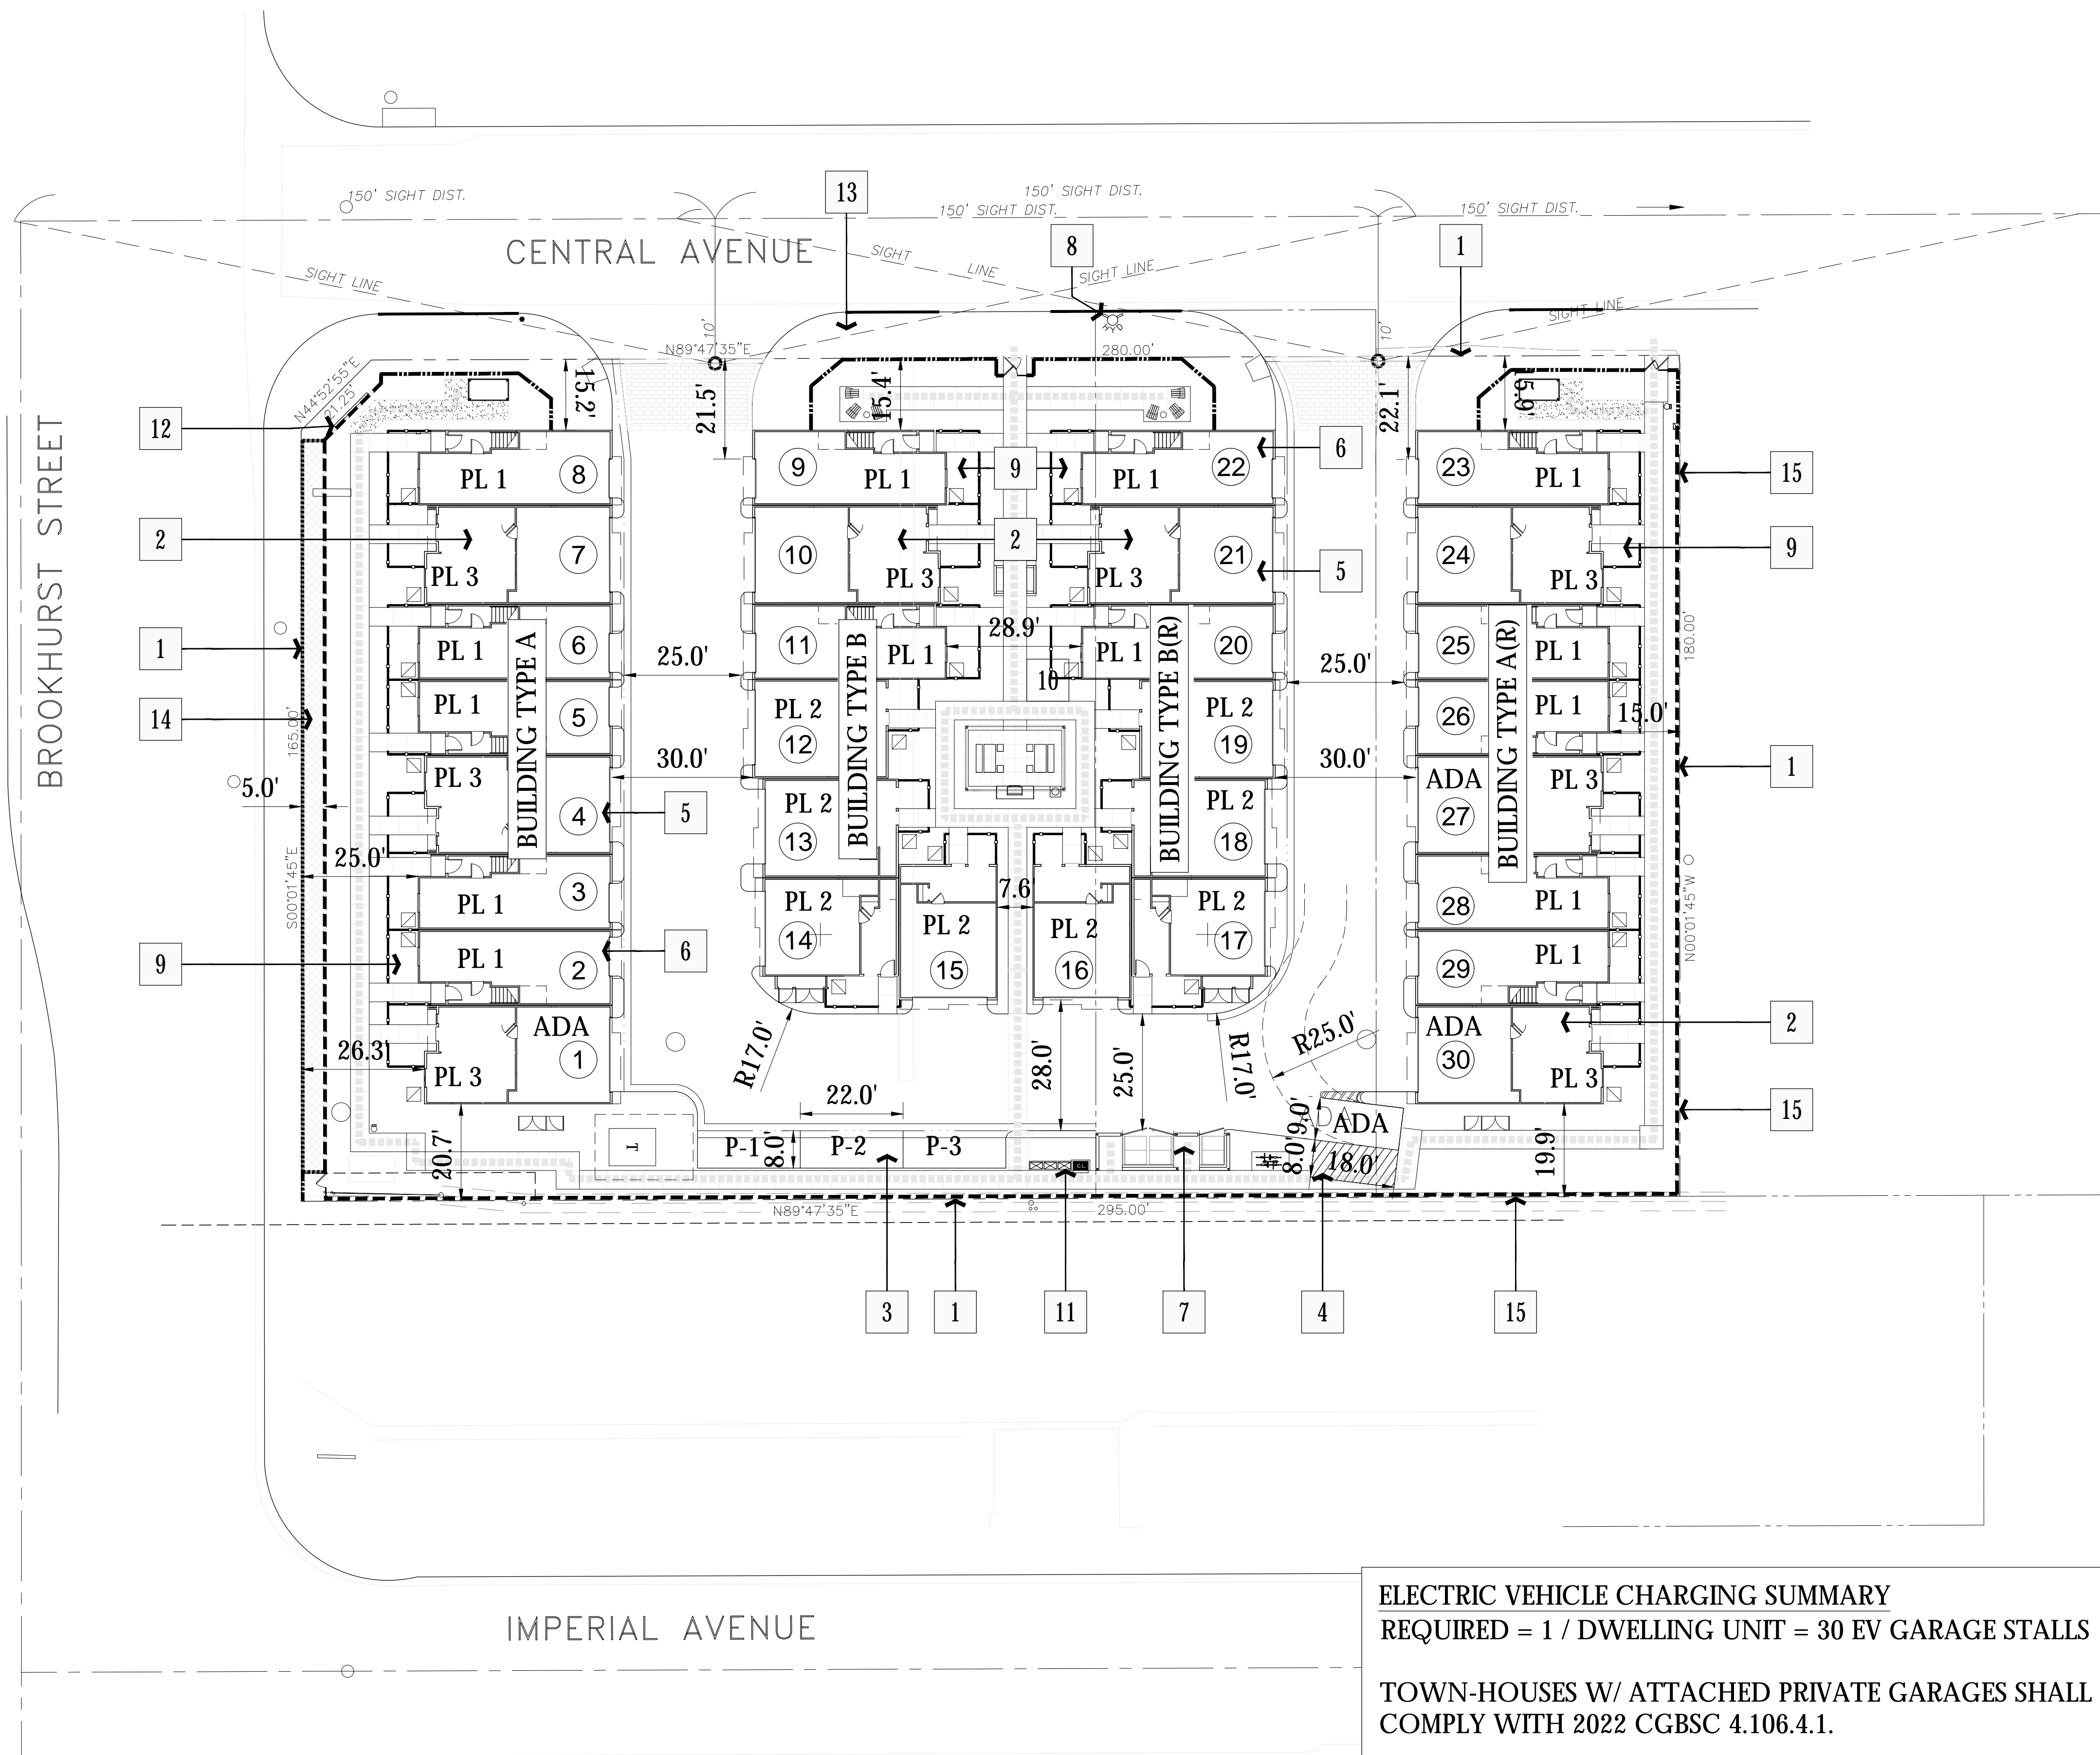 150' SIGHT DIST.
150' SIGHT DIST.
150' SIGHT DIST.
150' SIGHT DIST.
13
CENTRAL AVENUE
8
1
SIGHT LINE
SIGHT LINE
SIGHT LINE
SIGHT LINE
10'
10'
N89°47'35"E
280.00'
N44°52'55"E
21.25'
15.2'
21.5'
15.4'
22.1'
BROOKHURST STREET
12
8
PL 1
9
PL 1
9
PL 1
22
6
23
PL 1
15
2
7
PL 3
10
PL 3
2
PL 3
21
5
24
PL 3
9
1
PL 1
6
25.0'
11
PL 1
28.9'
PL 1
20
25.0'
25
PL 1
180.00'
10
14
165.00'
PL 1
5
PL 2
12
PL 2
19
26
PL 1
15.0'
BUILDING TYPE A
BUILDING TYPE B
BUILDING TYPE B(R)
BUILDING TYPE A(R)
5.0'
PL 3
4
30.0'
5
PL 2
13
PL 2
18
30.0'
ADA
27
PL 3
1
25.0'
S00°01'45"E
PL 1
3
PL 2
14
7.6'
PL 2
17
28
PL 1
N00°01'45"W
9
PL 1
2
6
PL 2
15
PL 2
16
29
PL 1
26.3'
ADA
1
PL 3
R17.0'
28.0'
25.0'
R17.0'
R25.0'
ADA
30
PL 3
2
15
22.0'
20.7'
T
P-1
8.0'
P-2
P-3
CL
9.0'
8.0'
ADA
ADA
18.0'
19.9'
N89°47'35"E
295.00'
3
1
11
7
4
15
IMPERIAL AVENUE
ELECTRIC VEHICLE CHARGING SUMMARY
REQUIRED = 1 / DWELLING UNIT = 30 EV GARAGE STALLS
TOWN-HOUSES W/ ATTACHED PRIVATE GARAGES SHALL
COMPLY WITH 2022 CGBSC 4.106.4.1.